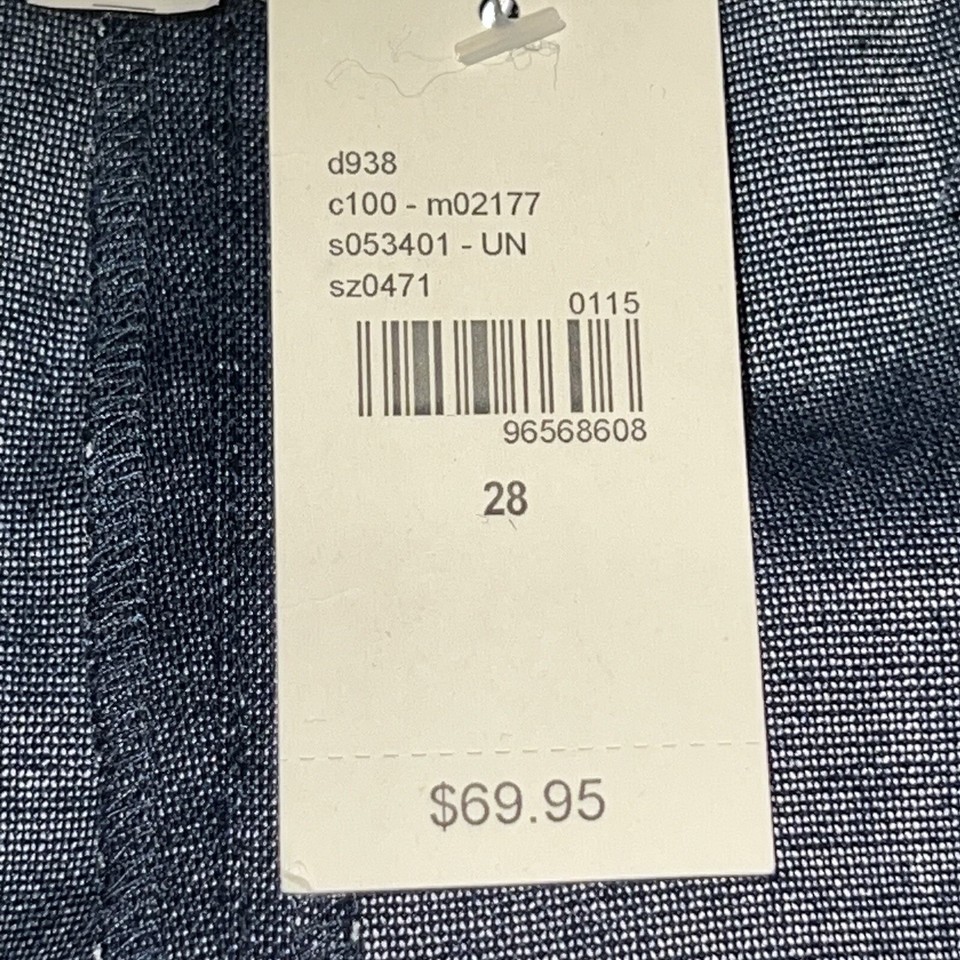 d938
c100 - m02177
s053401 - UN
sz0471
0115
96568608
28
$69.95